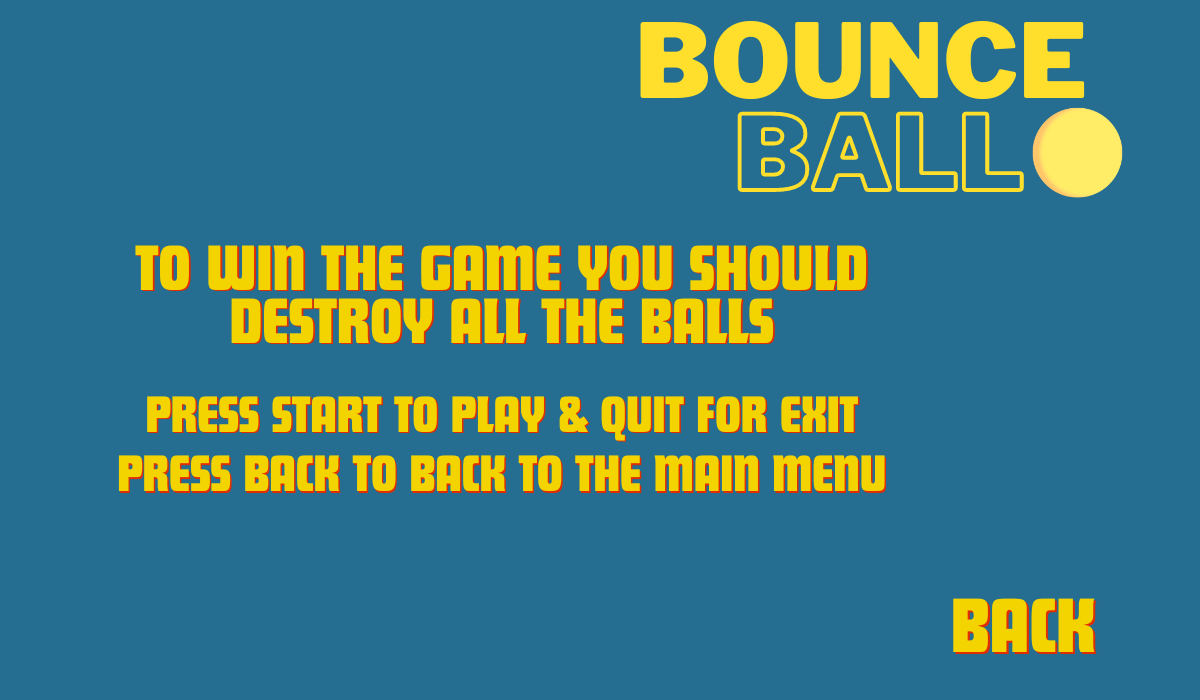 BOUNCE
BALL
TO WIN THE GAME YOU SHOULD
DESTROY ALL THE BALLS
PRESS START TO PLAY & QUIT FOR EXIT
PRESS BACK TO BACK TO THE MAIN MENU
BACK